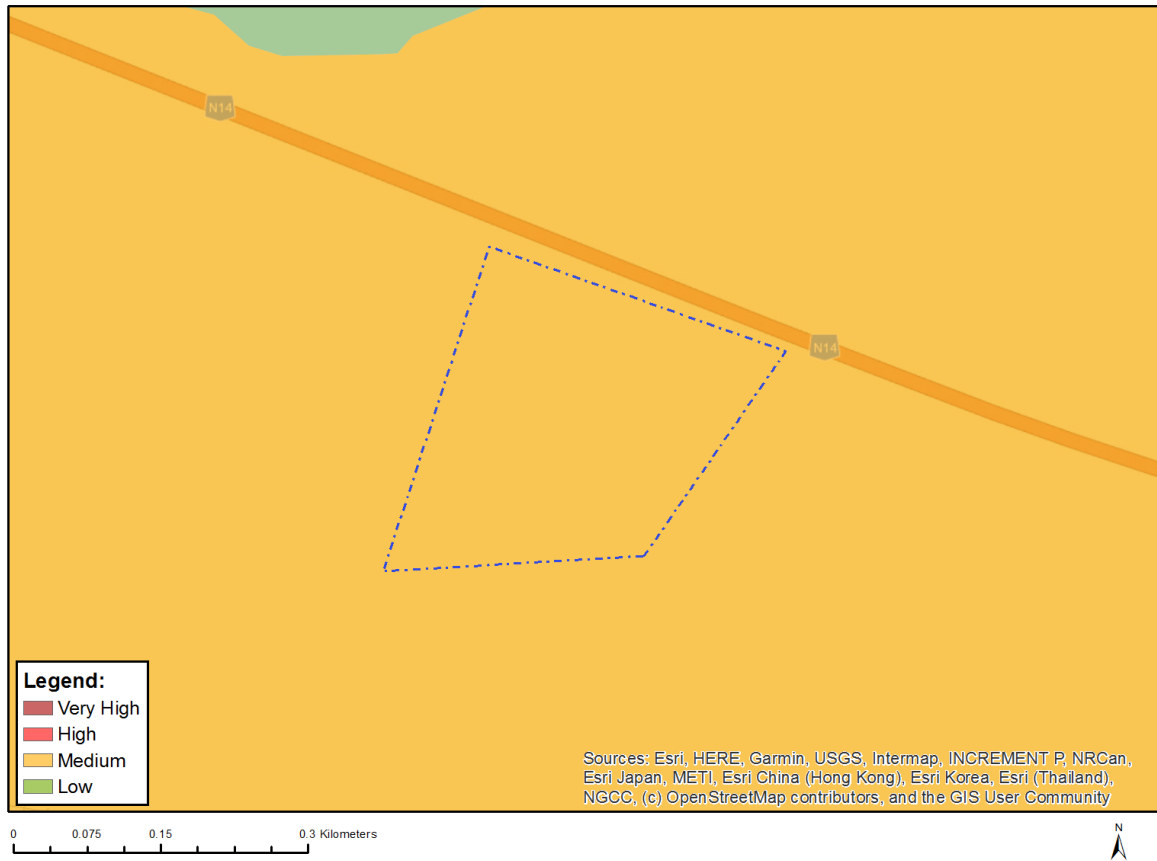 N14
N14
Legend:
Very High
High
Medium
Low
Sources: Esri, HERE, Garmin, USGS, Intermap, INCREMENT P, NRCan,
Esri Japan, METI, Esri China (Hong Kong), Esri Korea, Esri (Thailand),
NGCC, (c) OpenStreetMap contributors, and the GIS User Community
0 0.075 0.15 0.3 Kilometers
N